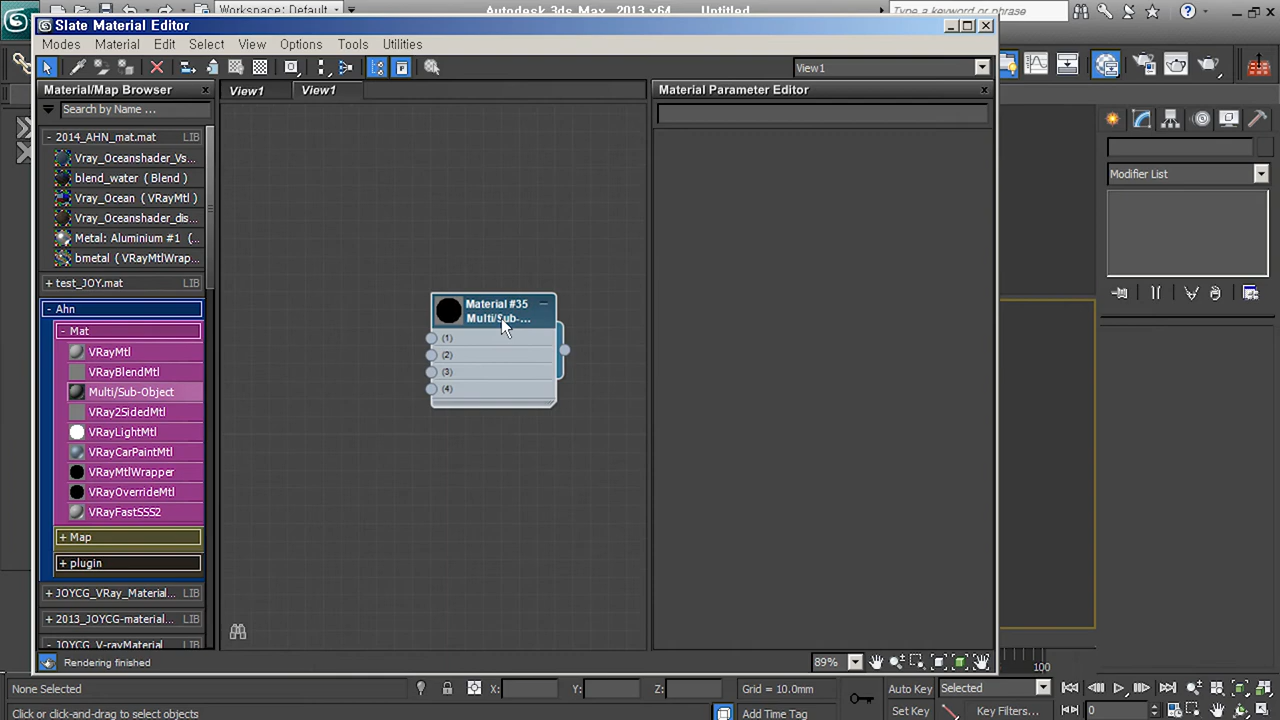 Workspace: Default
Autodesk 3ds Max 2013 x64 Untitled
Type a keyword or phrase
Slate Material Editor
Modes Material Edit Select View Options Tools Utilities
View1
Material/Map Browser
View1 View1
Material Parameter Editor
Search by Name ...
- 2014_AHN_mat.mat LIB
Vray_Oceanshader_Vs...
blend_water ( Blend )
Vray_Ocean ( VRayMtl )
Vray_Oceanshader_dis...
Metal: Aluminium #1 (...
bmetal ( VRayMtlWrap...
+ test_JOY.mat LIB
- Ahn
- Mat
VRayMtl
VRayBlendMtl
Multi/Sub-Object
VRay2SidedMtl
VRayLightMtl
VRayCarPaintMtl
VRayMtlWrapper
VRayOverrideMtl
VRayFastSSS2
+ Map
+ plugin
+ JOYCG_VRay_Material... LIB
+ 2013_JOYCG-material... LIB
- JOYCG_V-rayMaterial LIB
Material #35
Multi/Sub-...
(1)
(2)
(3)
(4)
Modifier List
Rendering finished
89%
100
None Selected
X: Y: Z:
Grid = 10.0mm
Auto Key
Selected
Click or click-and-drag to select objects
Add Time Tag
Set Key
Key Filters...
0